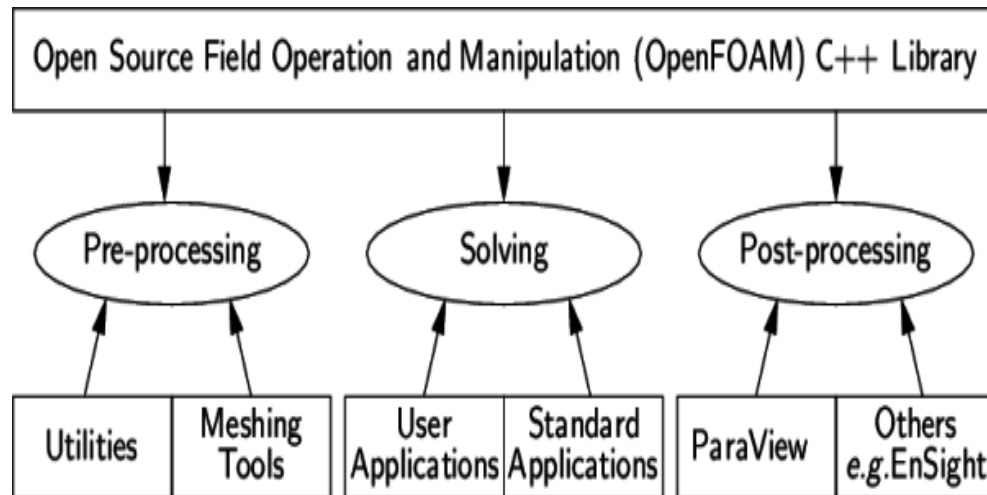 Open Source Field Operation and Manipulation (OpenFOAM) C++ Library
Pre-processing
Solving
Post-processing
Utilities
Meshing
Tools
User
Applications
Standard
Applications
ParaView
Others
e.g.EnSight